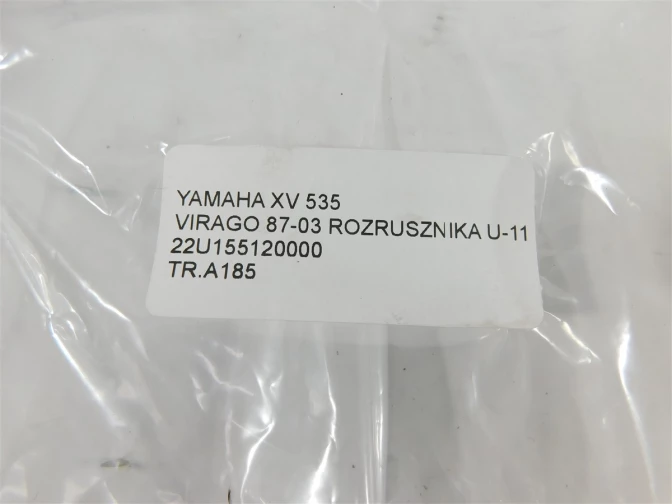 YAMAHA XV 535
VIRAGO 87-03 ROZRUSZNIKA U-11
22U155120000
TR.A185